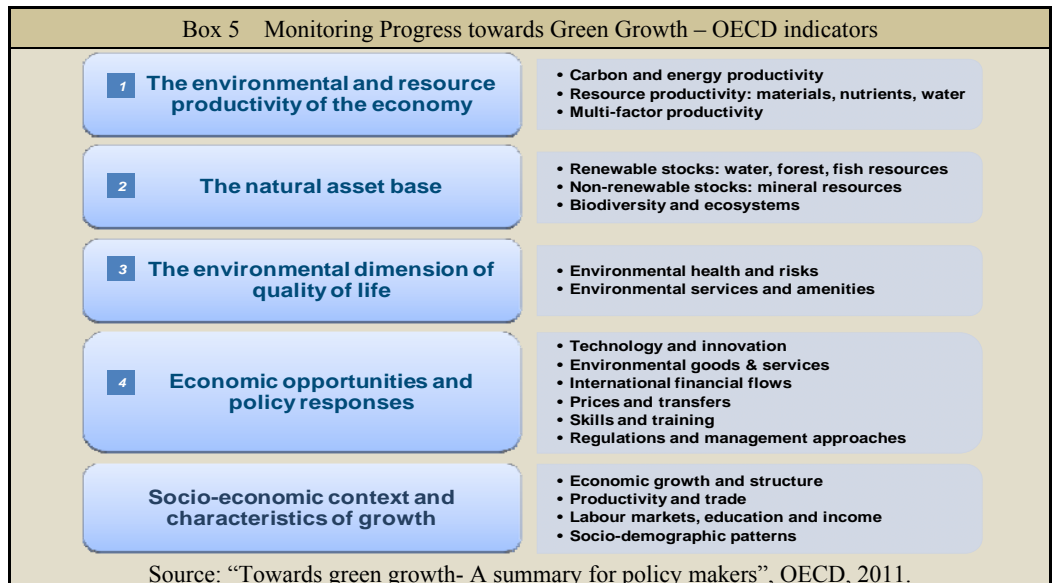 Box 5 Monitoring Progress towards Green Growth – OECD indicators
1 The environmental and resource
productivity of the economy
• Carbon and energy productivity
• Resource productivity: materials, nutrients, water
• Multi-factor productivity
2 The natural asset base
• Renewable stocks: water, forest, fish resources
• Non-renewable stocks: mineral resources
• Biodiversity and ecosystems
3 The environmental dimension of
quality of life
• Environmental health and risks
• Environmental services and amenities
4 Economic opportunities and
policy responses
• Technology and innovation
• Environmental goods & services
• International financial flows
• Prices and transfers
• Skills and training
• Regulations and management approaches
Socio-economic context and
characteristics of growth
• Economic growth and structure
• Productivity and trade
• Labour markets, education and income
• Socio-demographic patterns
Source: “Towards green growth- A summary for policy makers”, OECD, 2011.